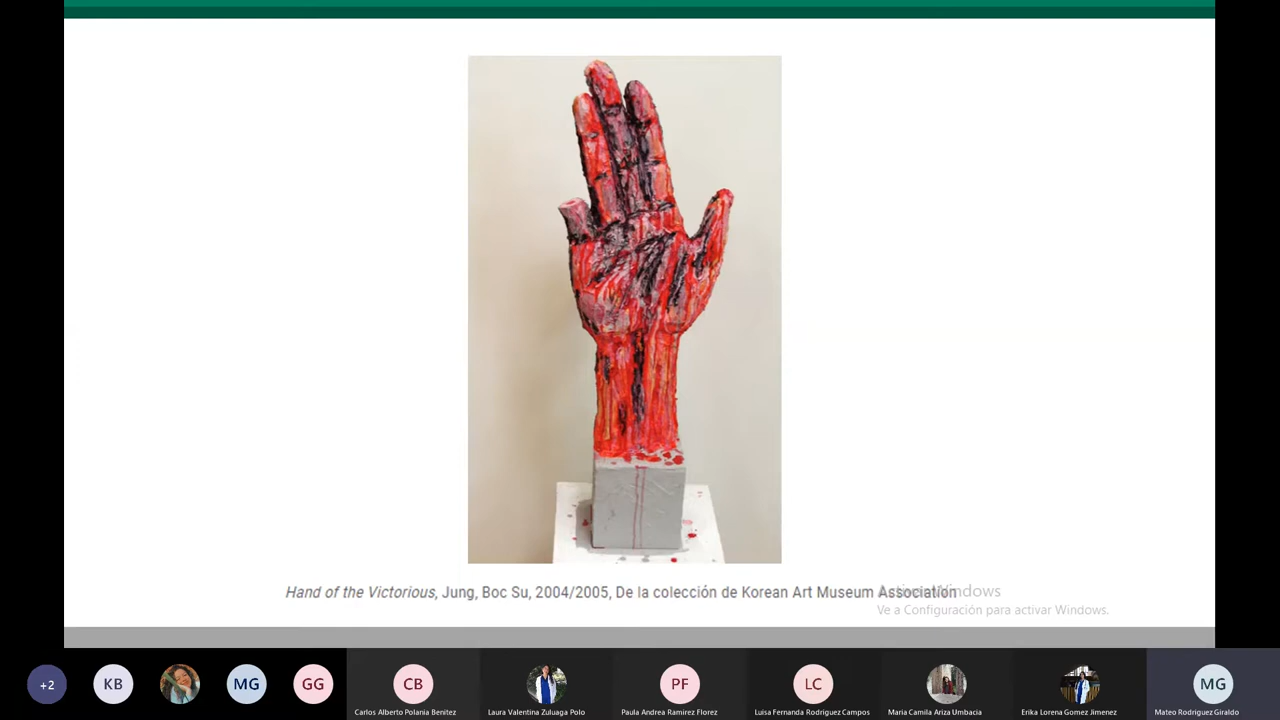 Hand of the Victorious, Jung, Boc Su, 2004/2005, De la colección de Korean Art Museum Association
Activar Windows
Ve a Configuración para activar Windows.
+2
KB
MG
GG
CB
PF
LC
MG
Carlos Alberto Polania Benitez
Laura Valentina Zuluaga Polo
Paula Andrea Ramirez Florez
Luisa Fernanda Rodriguez Campos
Maria Camila Ariza Umbacia
Erika Lorena Gomez Jimenez
Mateo Rodriguez Giraldo